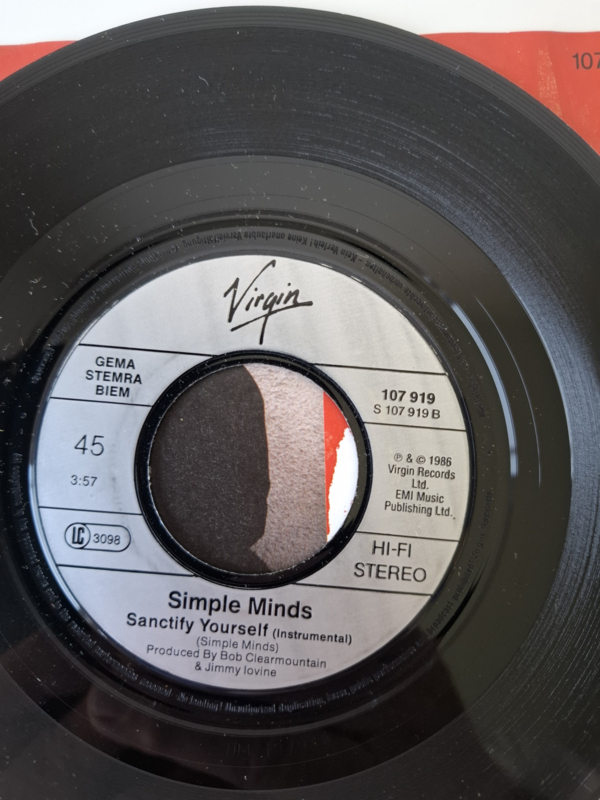 107
Virgin
GEMA
STEMRA
BIEM
107 919
S 107 919 B
45
3:57
℗ & © 1986
Virgin Records
Ltd.
EMI Music
Publishing Ltd.
LC 3098
HI-FI
STEREO
Simple Minds
Sanctify Yourself (Instrumental)
(Simple Minds)
Produced By Bob Clearmountain
& Jimmy Iovine